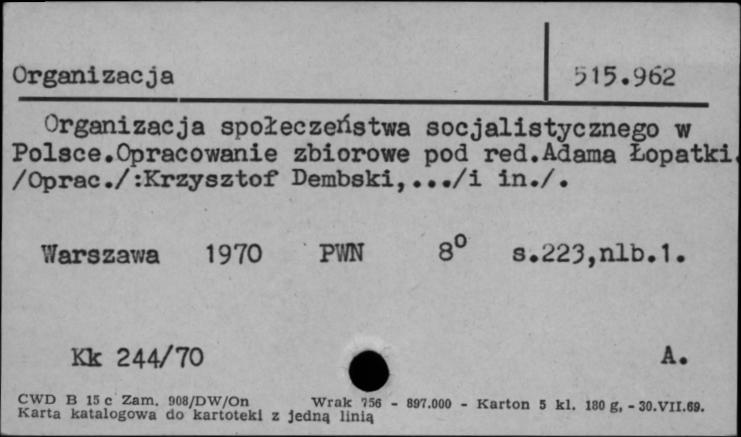 Organizacja 515.962
Organizacja społeczeństwa socjalistycznego w
Polsce.Opracowanie zbiorowe pod red.Adama Łopatki.
/Oprac./:Krzysztof Dembski,.../i in./.
Warszawa 1970 PWN 8° s.223,nlb.1.
Kk 244/70 A.
CWD B 15 c Zam. 908/DW/On Wrak 756 - 897.000 - Karton 5 kl. 180 g, - 30.VII.69.
Karta katalogowa do kartoteki z jedną linią